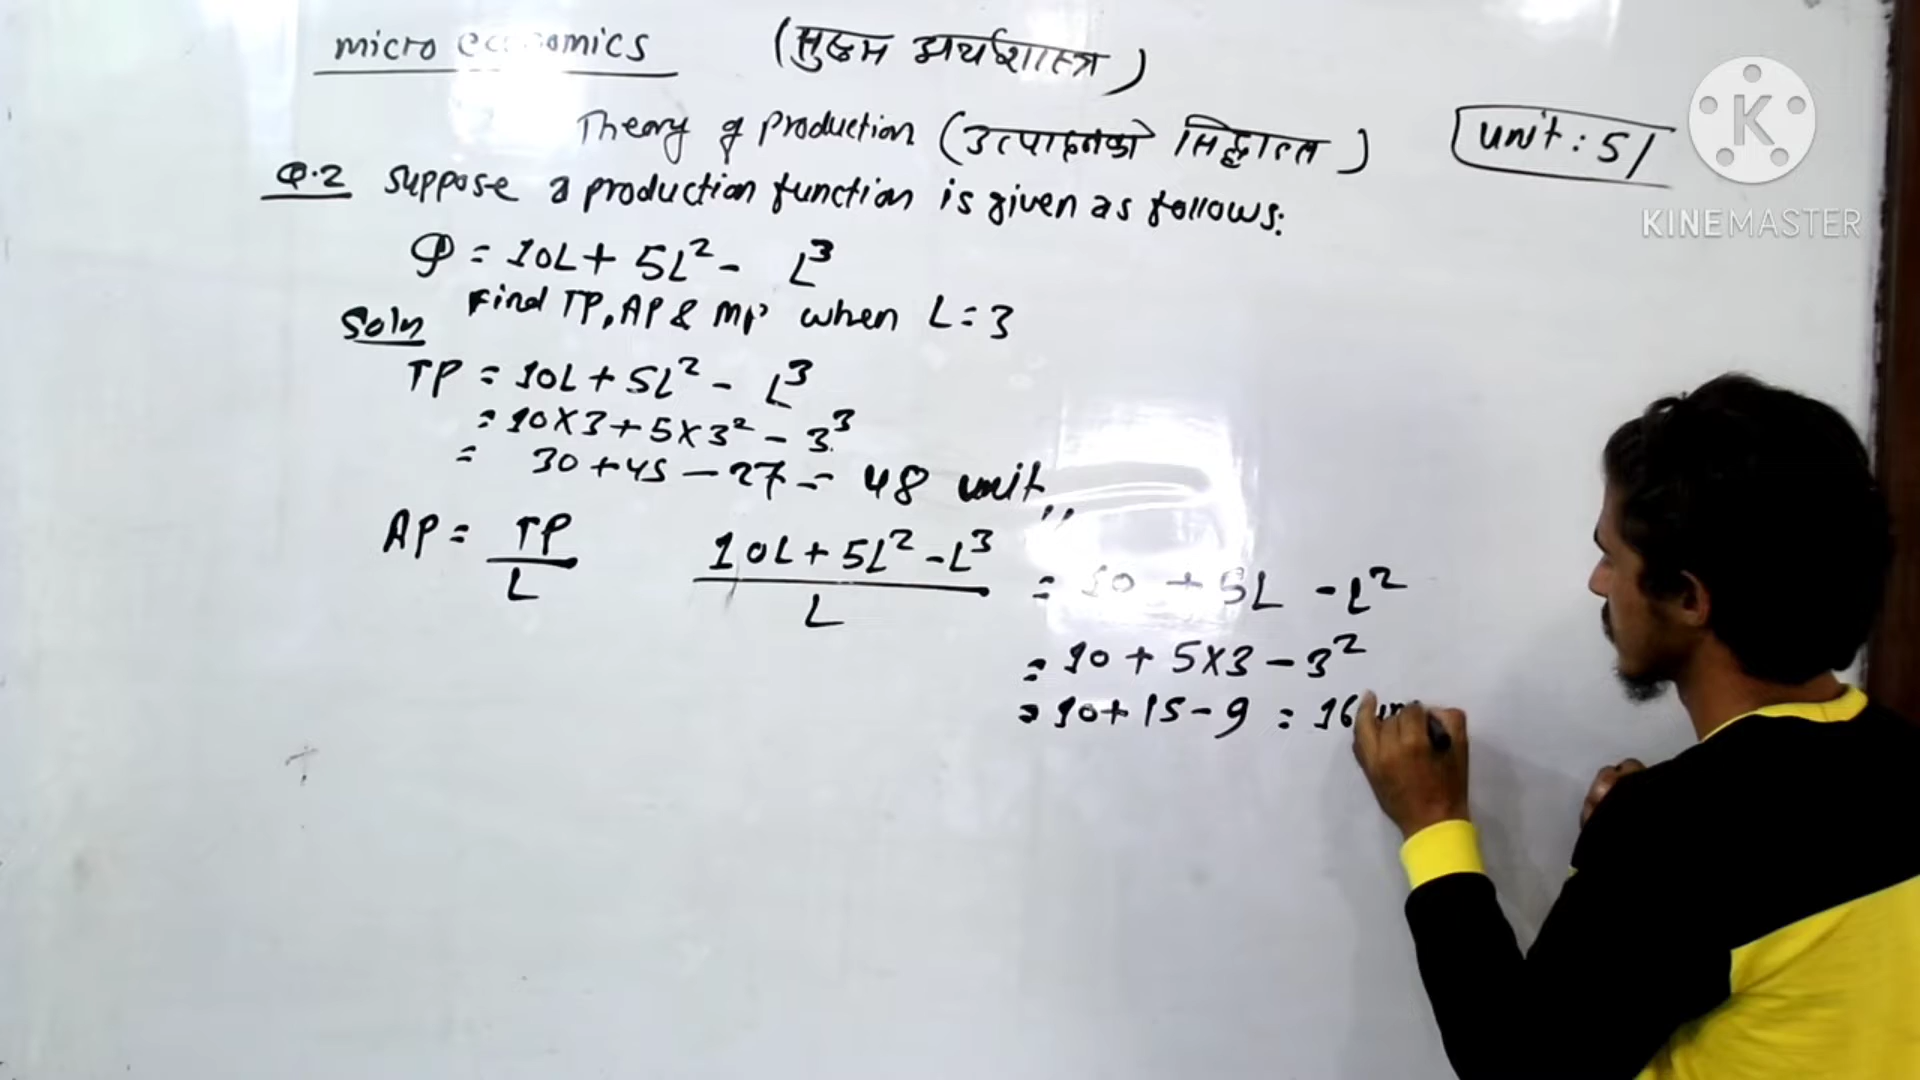 micro economics (सुक्ष्म अर्थशास्त्र)
Theory of production (उत्पादनको सिद्धान्त)
unit: 5/
K
KINEMASTER
Q.2 suppose a production function is given as follows:
Q = 10L + 5L² - L³
Find TP, AP & MP when L = 3
Soln
TP = 10L + 5L² - L³
= 10 × 3 + 5 × 3² - 3³
= 30 + 45 - 27 = 48 unit,,
AP = TP/L (10L + 5L² - L³)/L = 10 + 5L - L²
= 10 + 5×3 - 3²
= 10 + 15 - 9 = 16